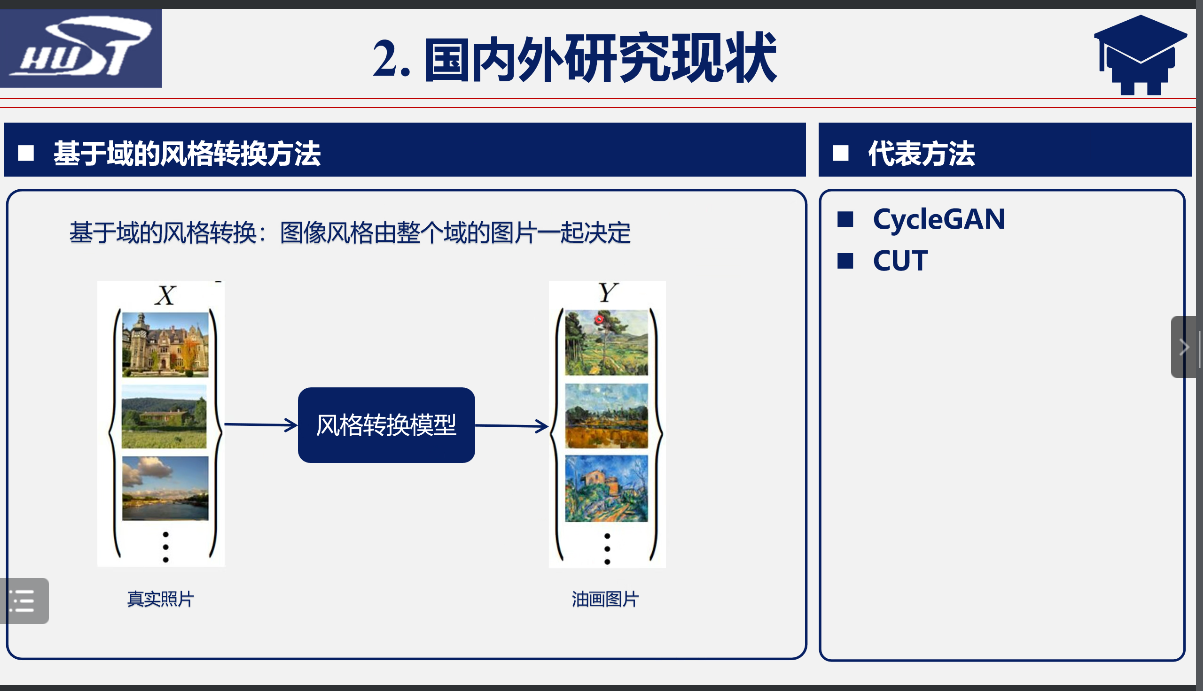 HUST
2. 国内外研究现状
基于域的风格转换方法
基于域的风格转换：图像风格由整个域的图片一起决定
X
Y
风格转换模型
真实照片
油画图片
代表方法
CycleGAN
CUT